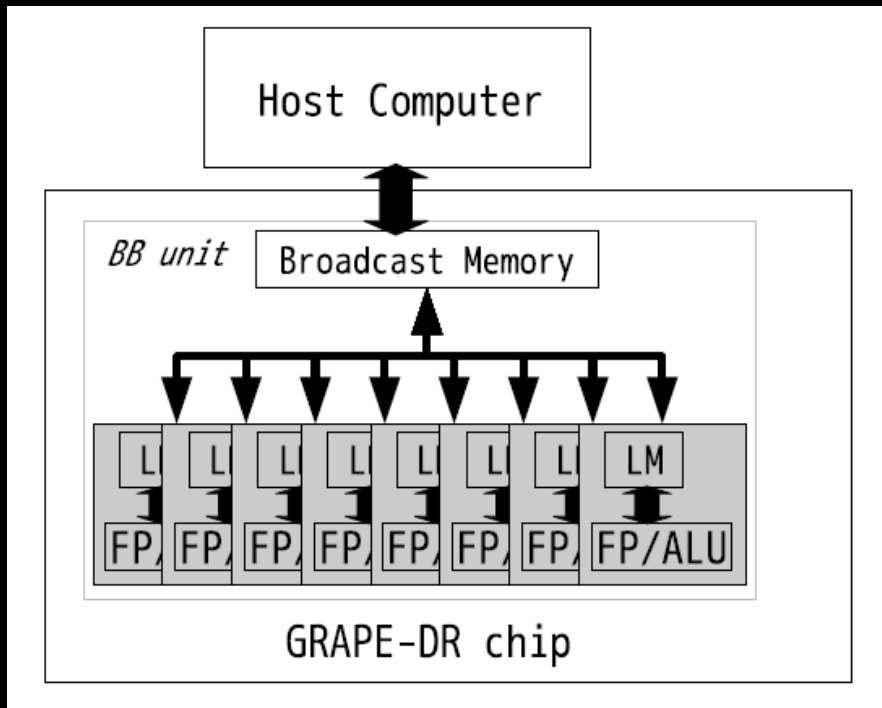 Host Computer
BB unit
Broadcast Memory
LM
FP/ALU
GRAPE-DR chip